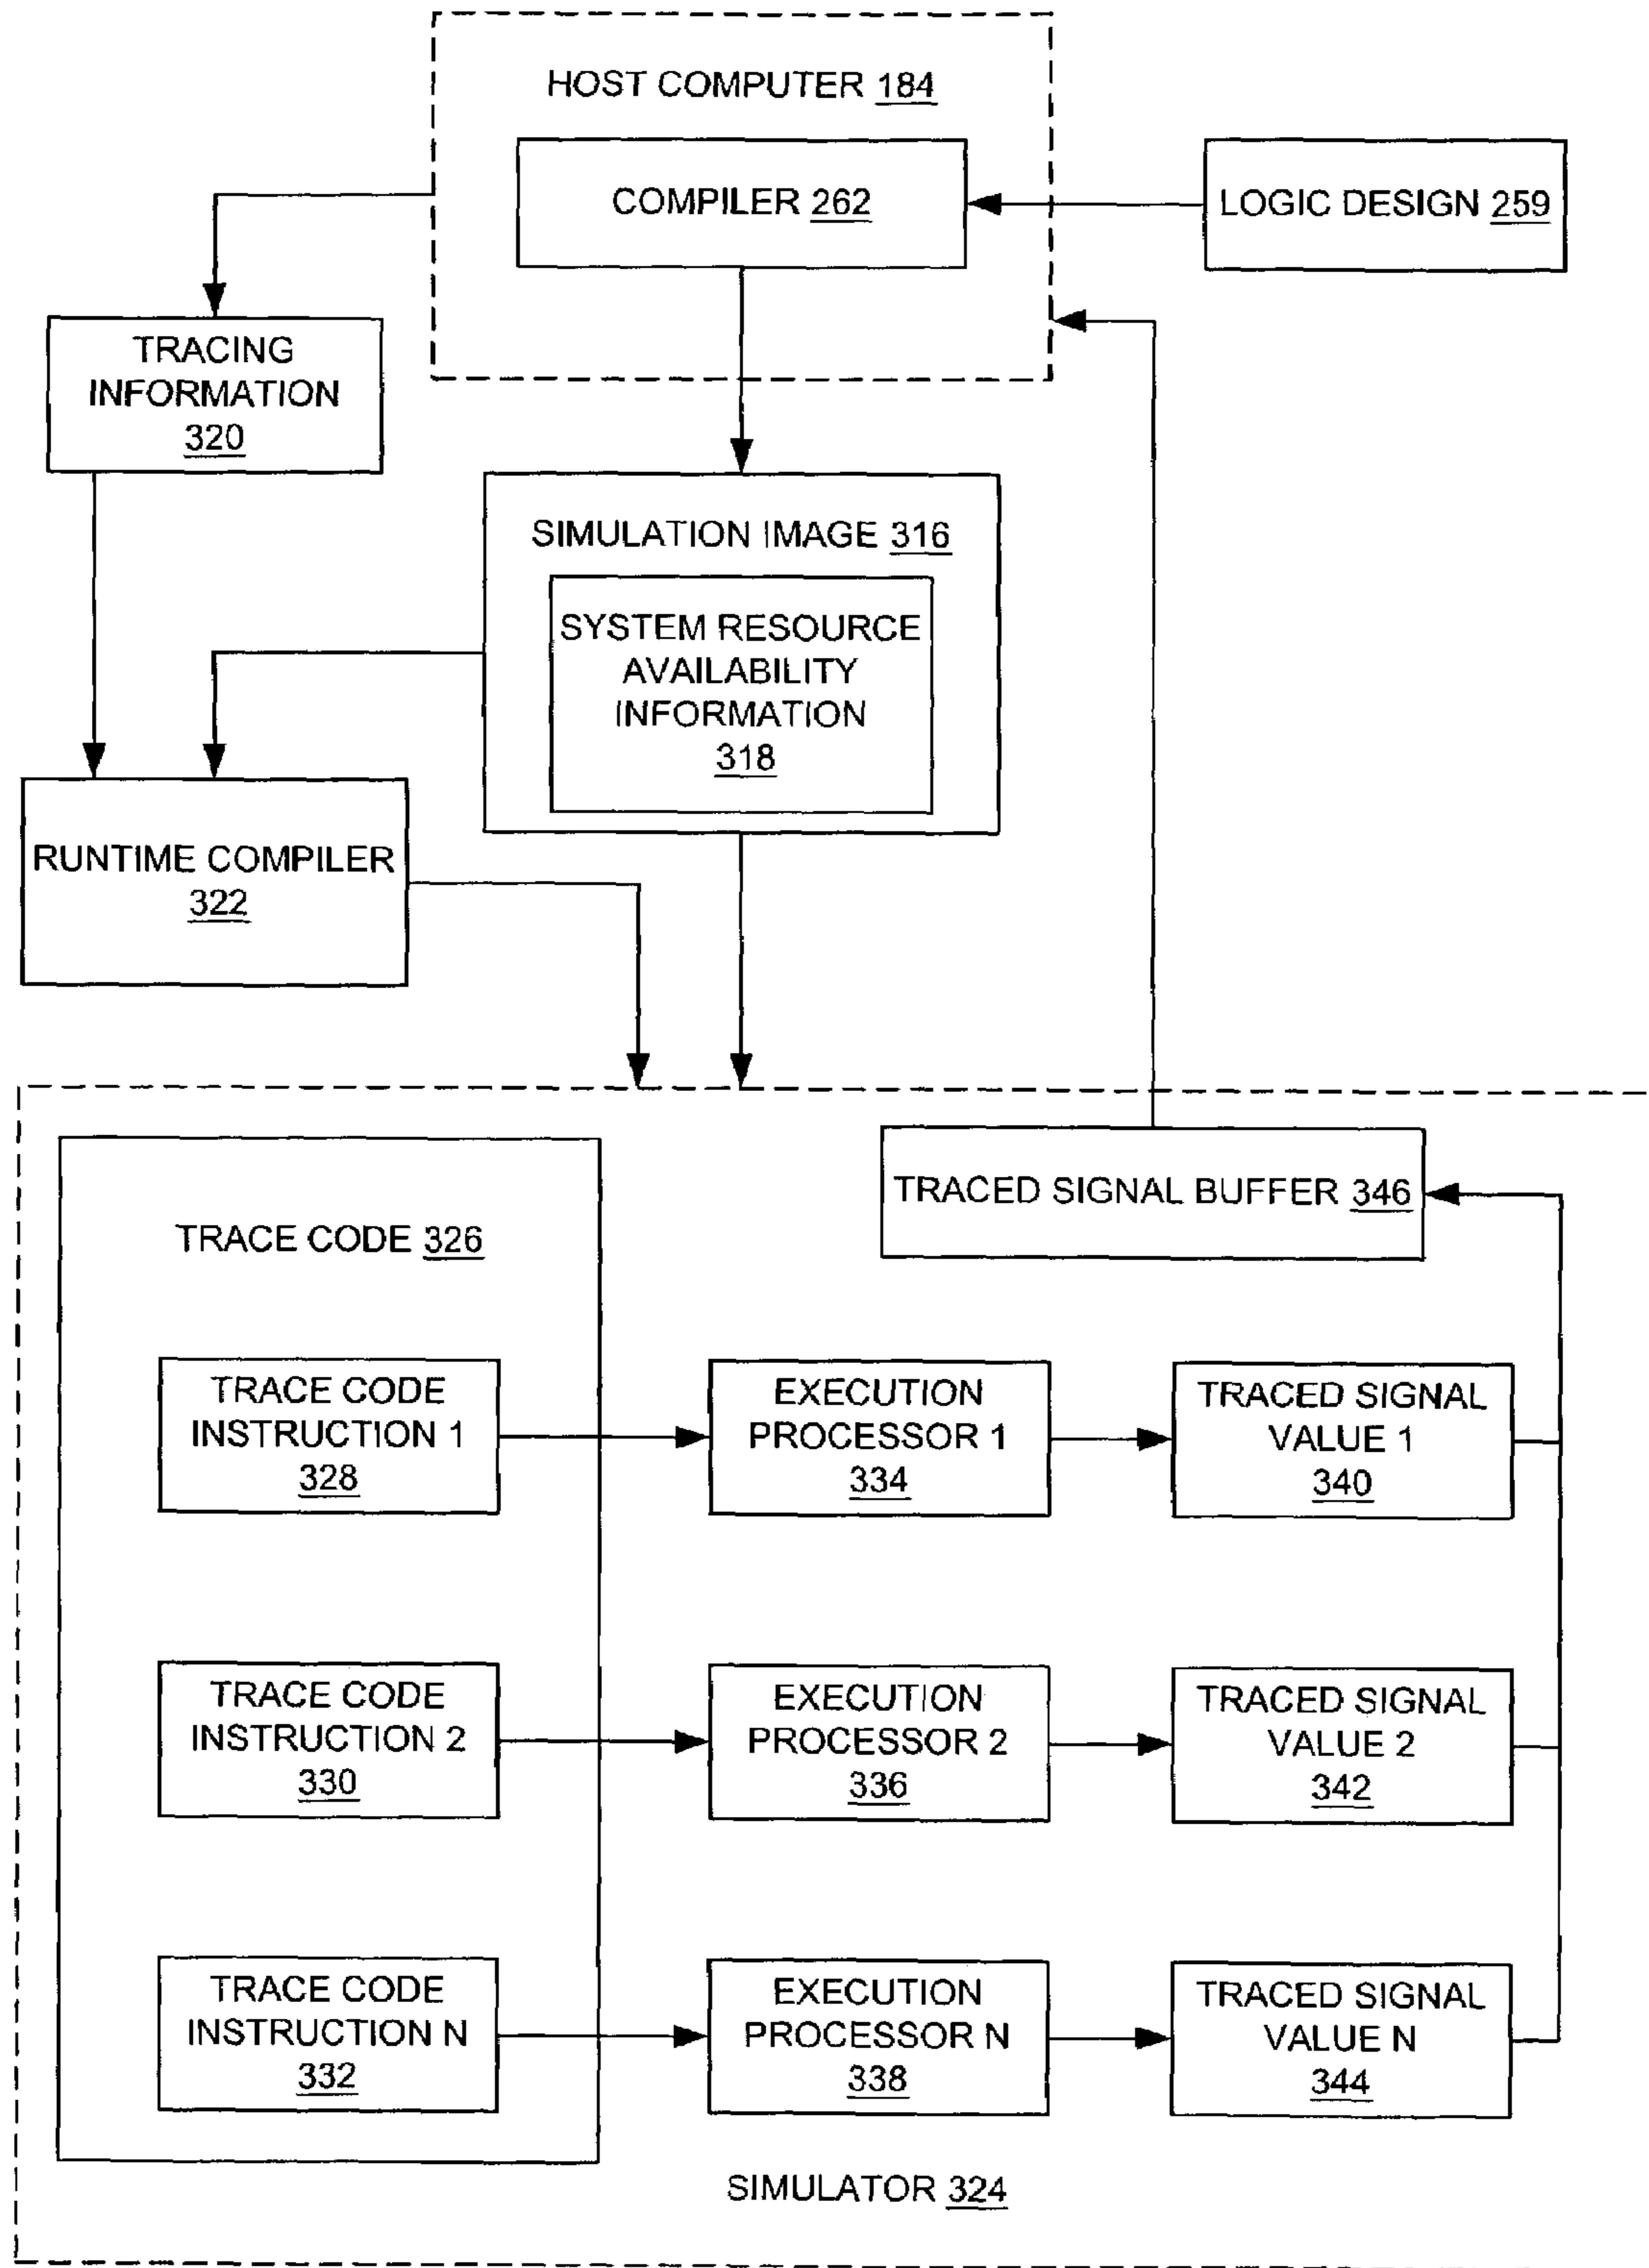 HOST COMPUTER 184
COMPILER 262
LOGIC DESIGN 259
TRACING
INFORMATION
320
SIMULATION IMAGE 316
SYSTEM RESOURCE
AVAILABILITY
INFORMATION
318
RUNTIME COMPILER
322
TRACED SIGNAL BUFFER 346
TRACE CODE 326
TRACE CODE
INSTRUCTION 1
328
EXECUTION
PROCESSOR 1
334
TRACED SIGNAL
VALUE 1
340
TRACE CODE
INSTRUCTION 2
330
EXECUTION
PROCESSOR 2
336
TRACED SIGNAL
VALUE 2
342
TRACE CODE
INSTRUCTION N
332
EXECUTION
PROCESSOR N
338
TRACED SIGNAL
VALUE N
344
SIMULATOR 324